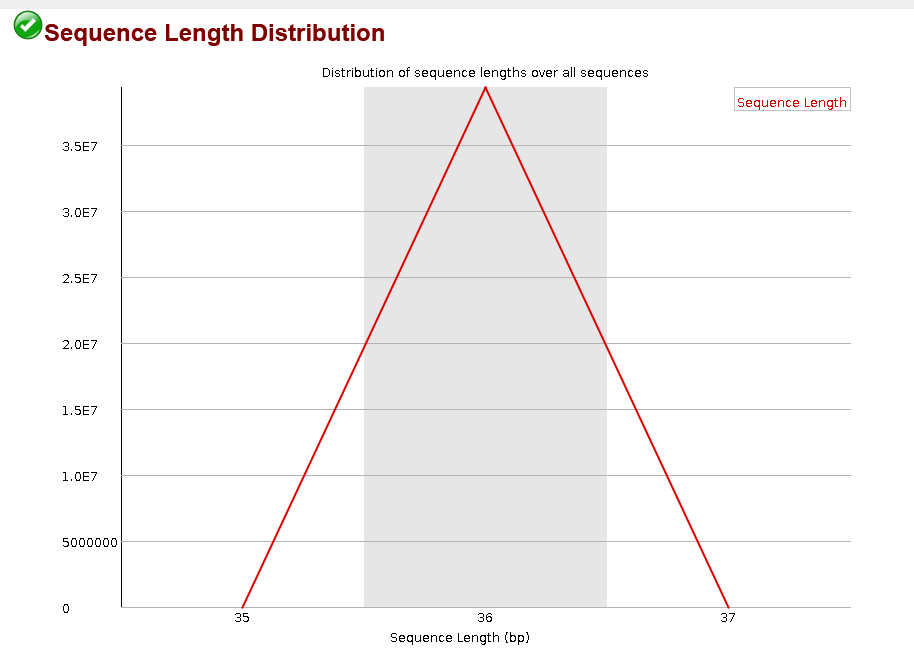 Sequence Length Distribution
Distribution of sequence lengths over all sequences
Sequence Length
3.5E7
3.0E7
2.5E7
2.0E7
1.5E7
1.0E7
5000000
0
35 36 37
Sequence Length (bp)